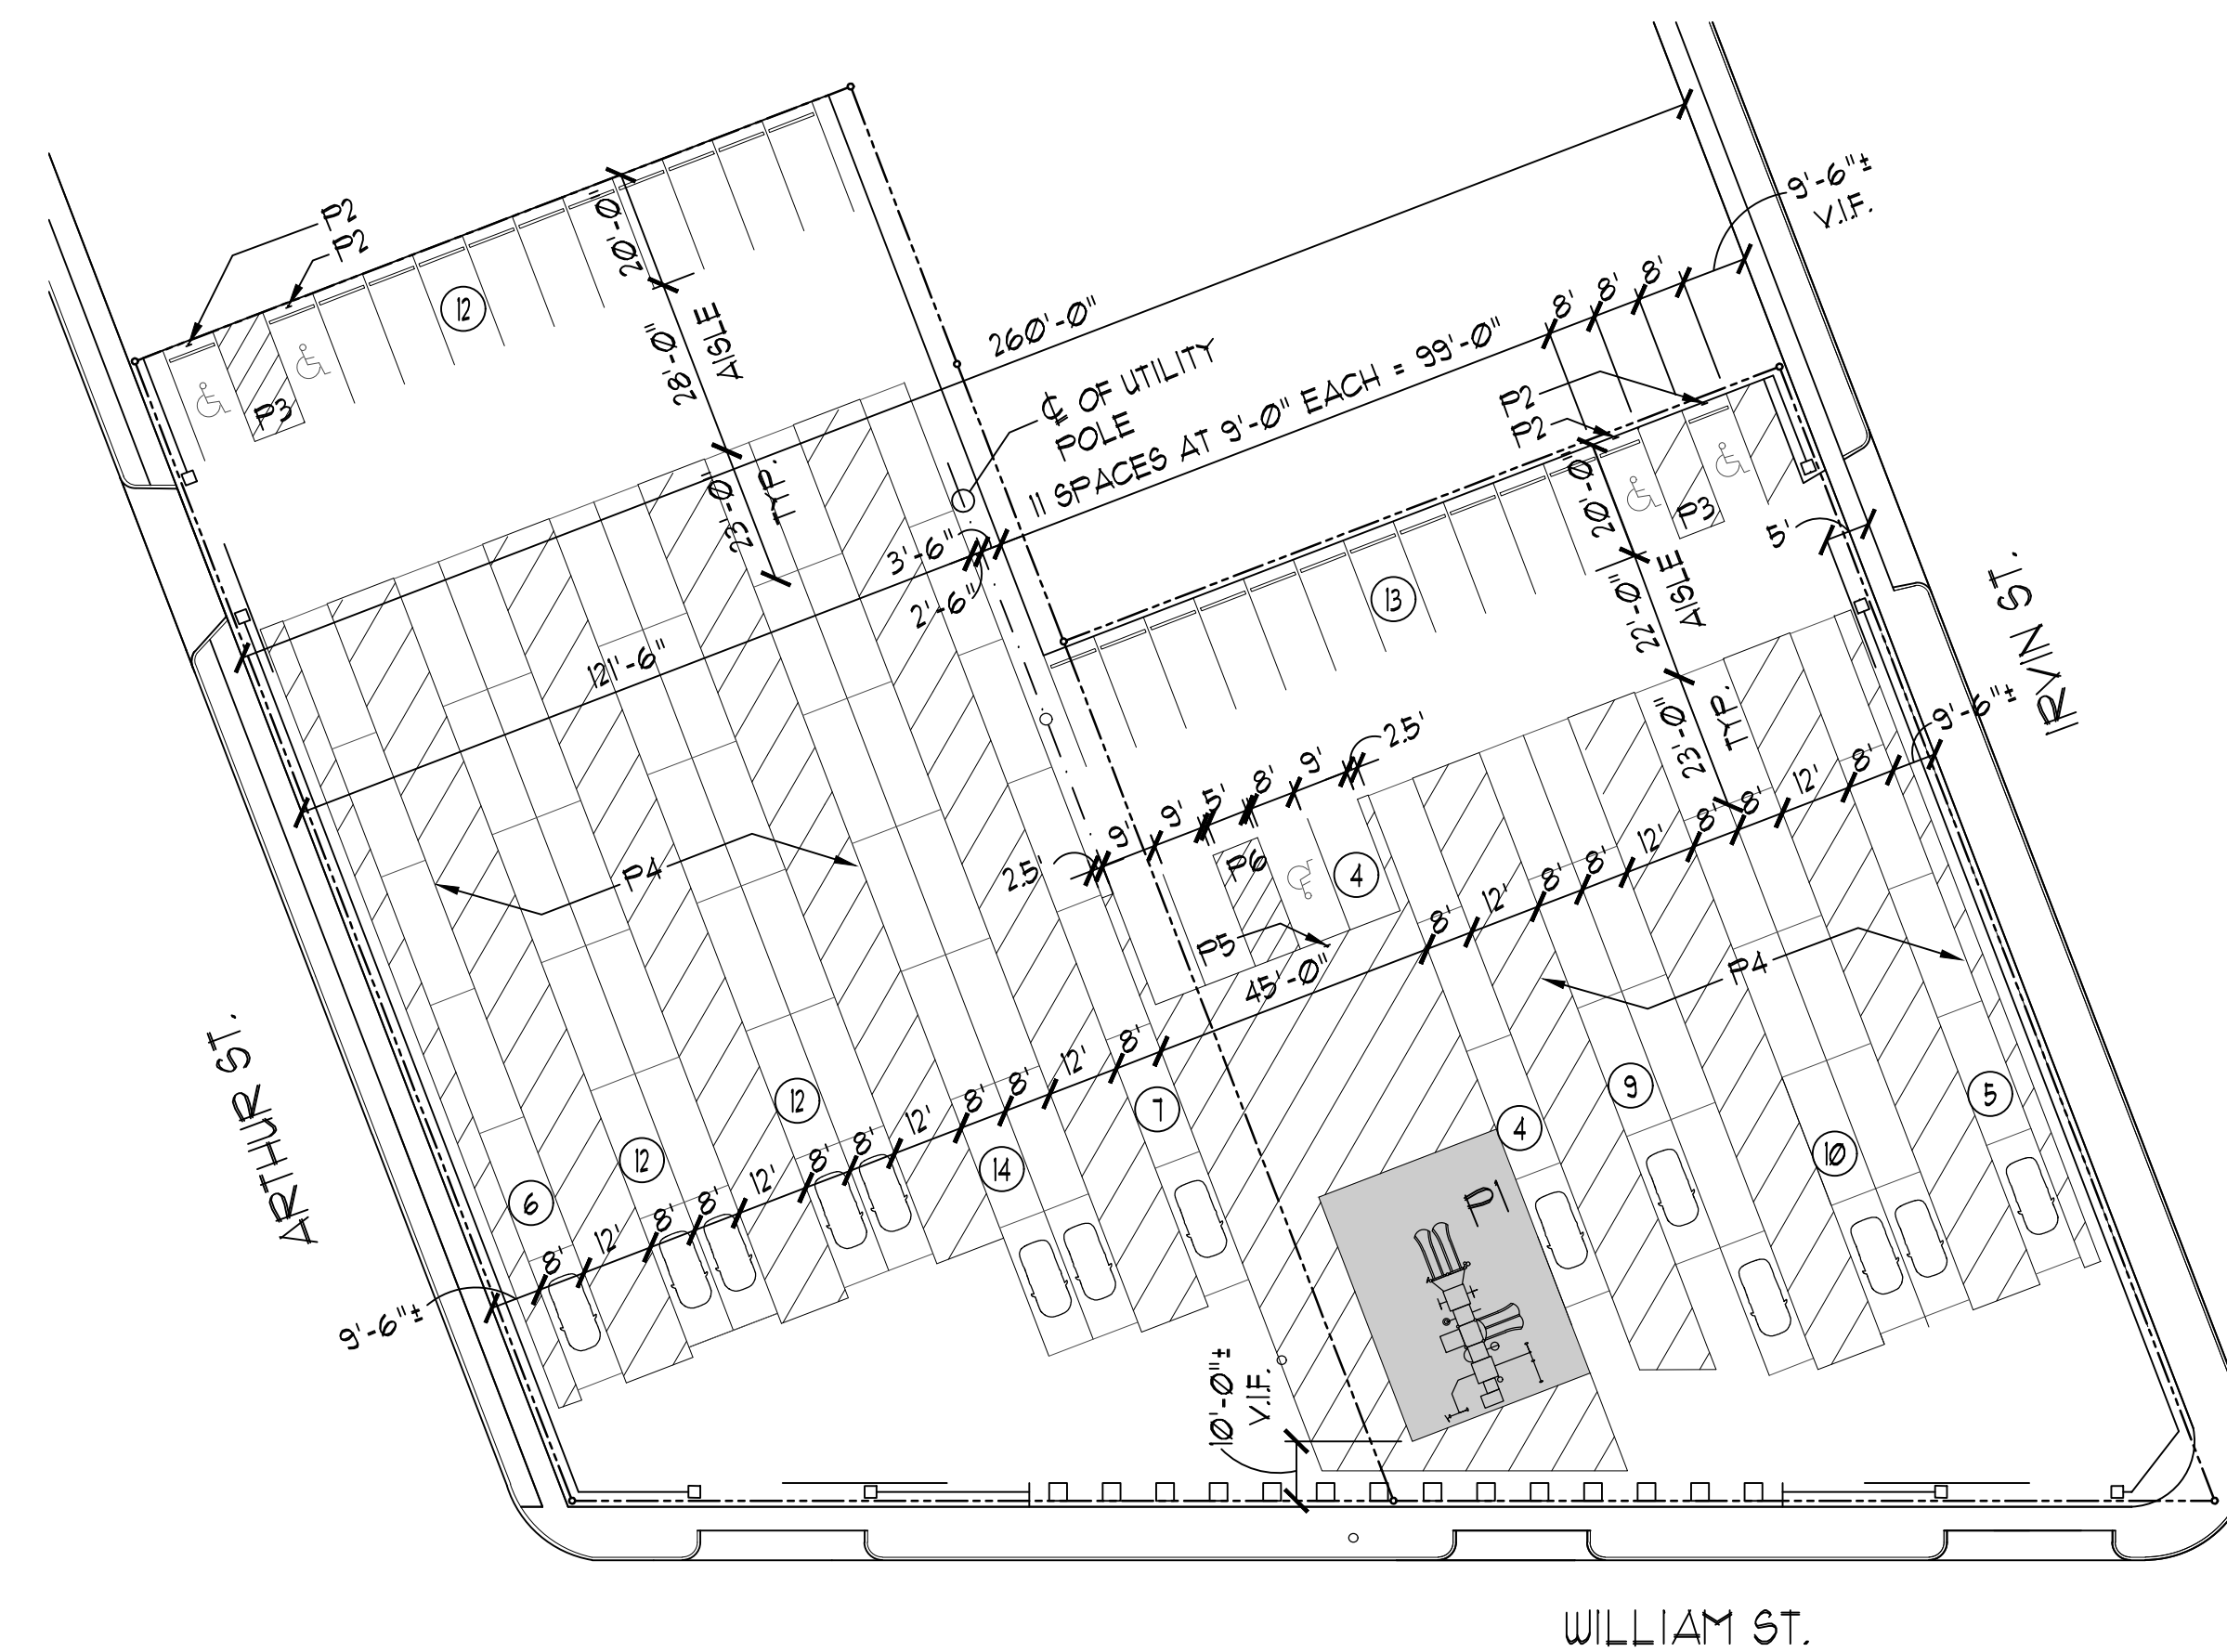 P2
P2
P3
12
20'-0"
28'-0"
AISLE
23'-0"
TYP.
260'-0"
℄ OF UTILITY
POLE
11 SPACES AT 9'-0" EACH = 99'-0"
8'
8'
8'
9'-6"±
V.I.F.
P2
P2
P3
5'
20'-0"
22'-0"
AISLE
23'-0"
TYP.
13
3'-6"
2'-6"
121'-6"
IRVIN ST.
9'-6"±
2.5'
9'
9'
5'
8'
9'
2.5'
P6
4
P5
P4
P4
45'-0"
8'
12'
8'
8'
12'
8'
8'
12'
8'
ARTHUR ST.
9'-6"±
8'
12'
8'
8'
12'
8'
8'
12'
8'
8'
12'
8'
6
12
12
14
7
4
9
10
5
P1
10'-0"±
V.I.F.
WILLIAM ST.